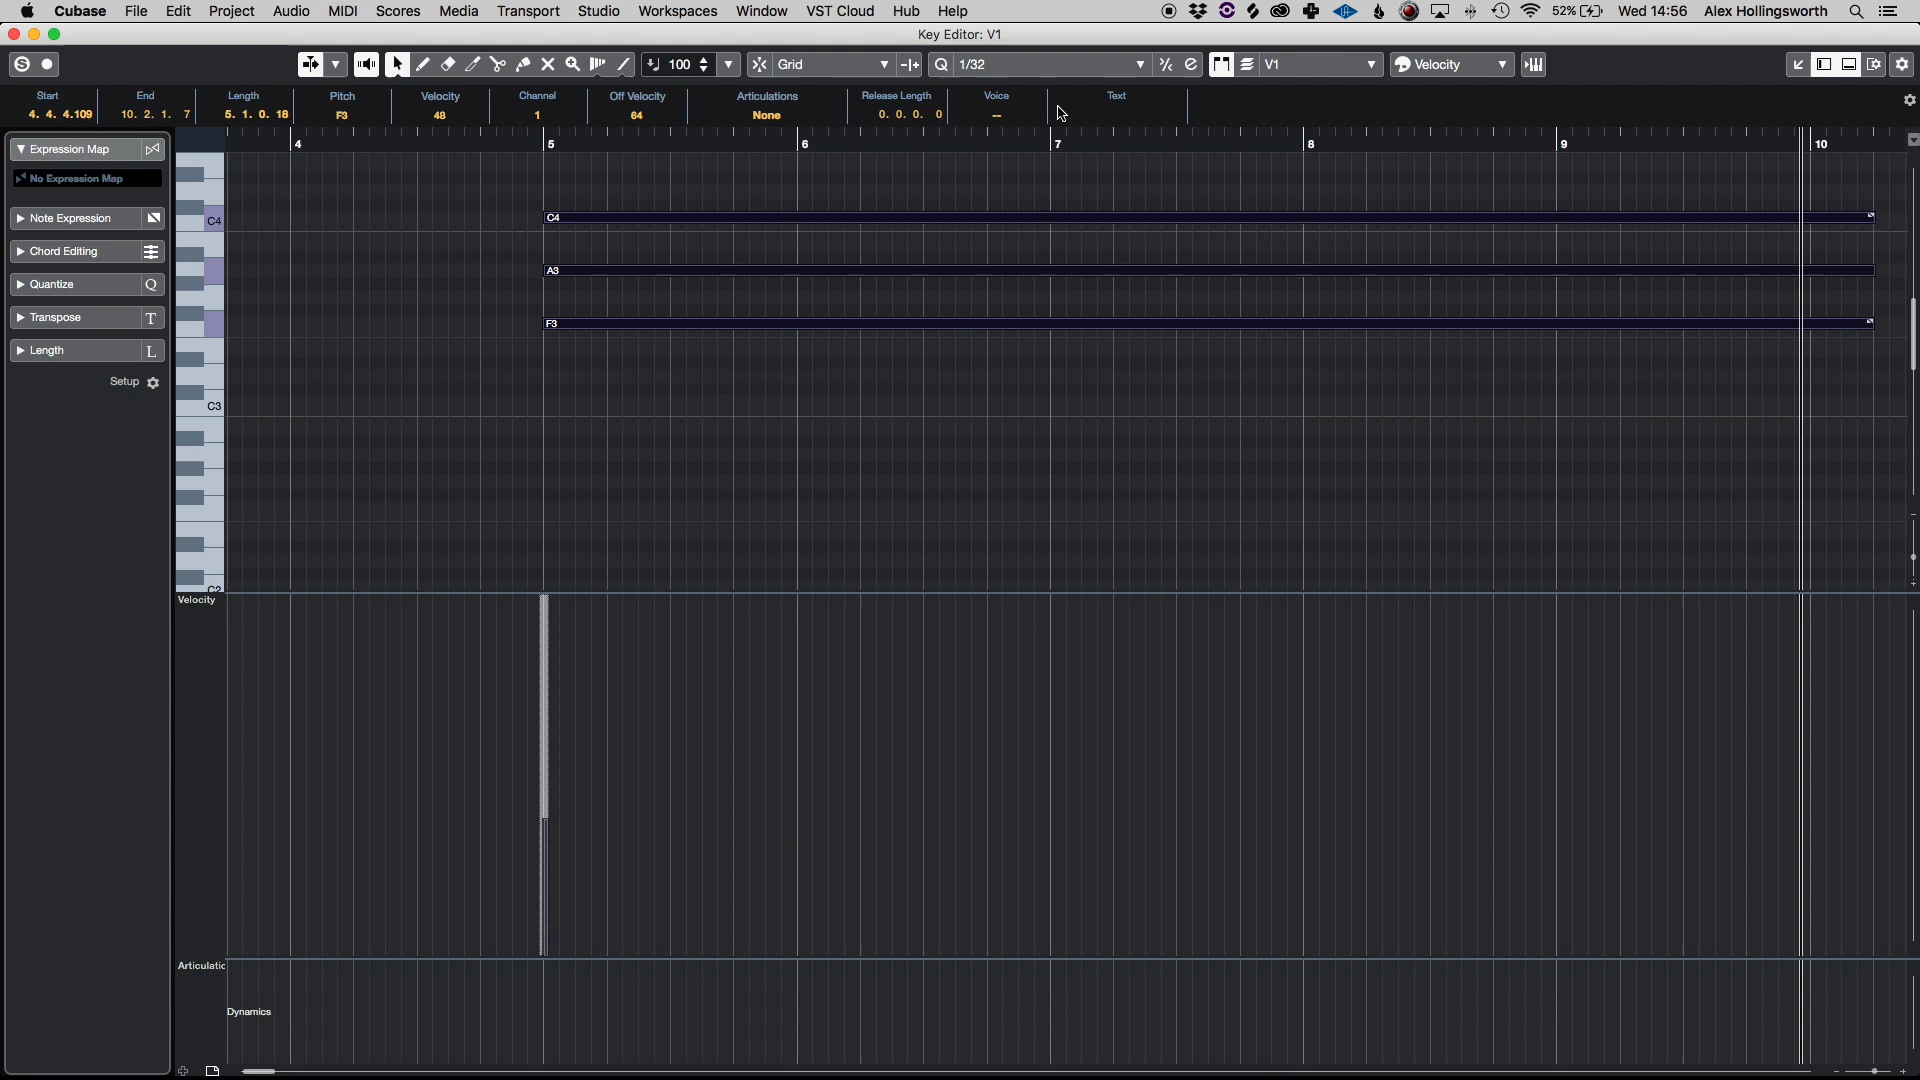 Cubase File Edit Project Audio MIDI Scores Media Transport Studio Workspaces Window VST Cloud Hub Help 52% Wed 14:56 Alex Hollingsworth
Key Editor: V1
S 100 Grid Q 1/32 V1 Velocity
Start End Length Pitch Velocity Channel Off Velocity Articulations Release Length Voice Text
4. 4. 4.109 10. 2. 1. 7 5. 1. 0. 18 F3 48 1 64 None 0. 0. 0. 0 --
Expression Map
4 5 6 7 8 9 10
No Expression Map
Note Expression
C4 C4
Chord Editing
A3
Quantize Q
Transpose T
F3
Length L
Setup
C3
C2
Velocity
Articulatic
Dynamics